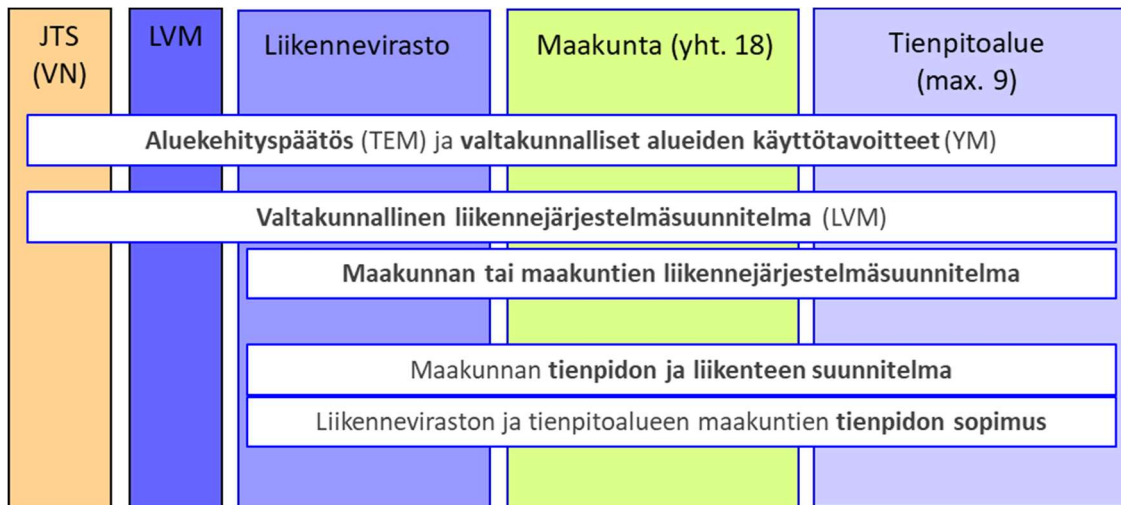 JTS
(VN)
LVM
Liikennevirasto
Maakunta (yht. 18)
Tienpitoalue
(max. 9)
Aluekehityspäätös (TEM) ja valtakunnalliset alueiden käyttötavoitteet (YM)
Valtakunnallinen liikennejärjestelmäsuunnitelma (LVM)
Maakunnan tai maakuntien liikennejärjestelmäsuunnitelma
Maakunnan tienpidon ja liikenteen suunnitelma
Liikenneviraston ja tienpitoalueen maakuntien tienpidon sopimus